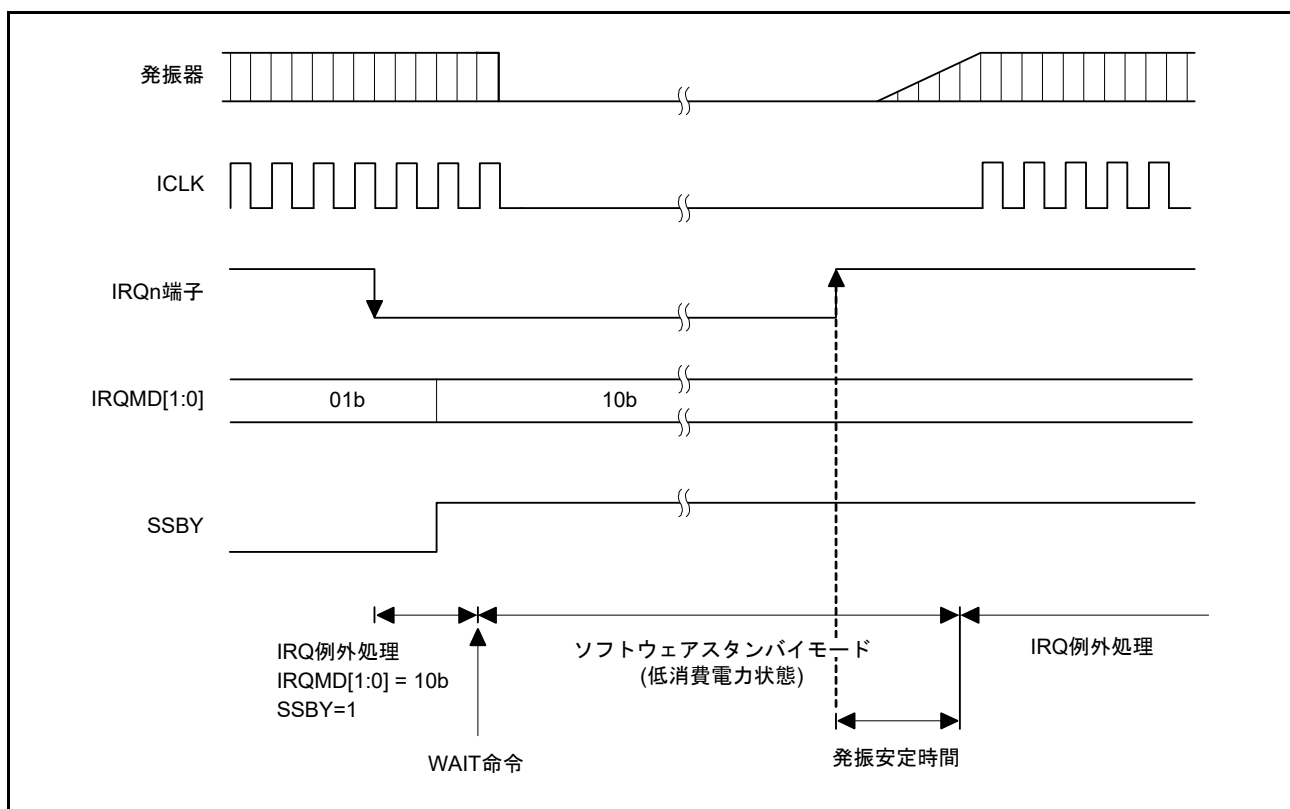 発振器
ICLK
IRQn端子
IRQMD[1:0]
01b
10b
SSBY
IRQ例外処理
IRQMD[1:0] = 10b
SSBY=1
WAIT命令
ソフトウェアスタンバイモード
(低消費電力状態)
発振安定時間
IRQ例外処理